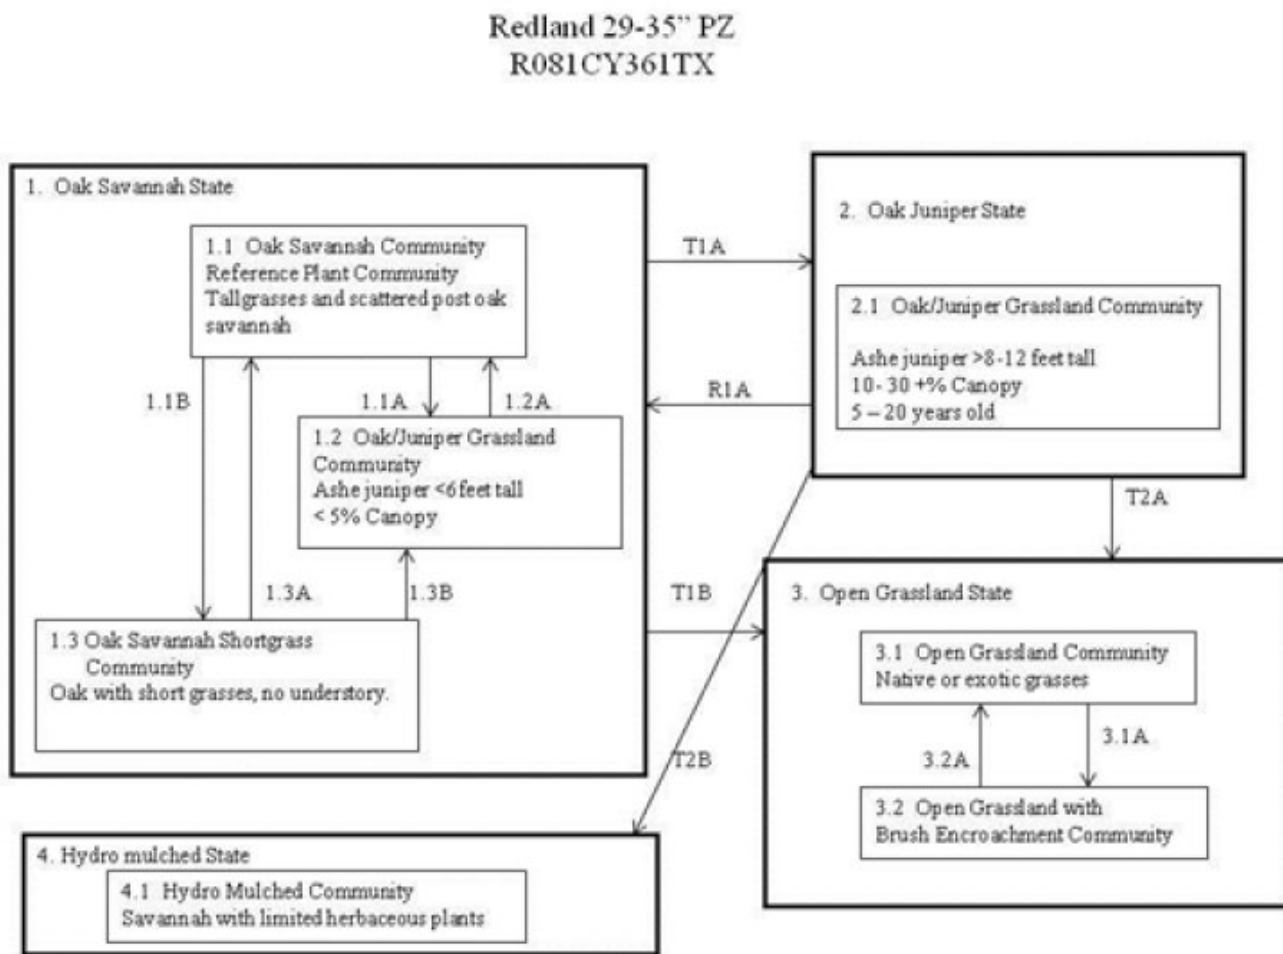 Redland 29-35” PZ
R081CY361TX
1. Oak Savannah State
1.1 Oak Savannah Community
Reference Plant Community
Tallgrasses and scattered post oak
savannah
1.1B
1.1A
1.2A
1.2 Oak/Juniper Grassland
Community
Ashe juniper <6 feet tall
< 5% Canopy
1.3A
1.3B
1.3 Oak Savannah Shortgrass
Community
Oak with short grasses, no understory.
T1A
R1A
T1B
T2B
T2A
2. Oak Juniper State
2.1 Oak/Juniper Grassland Community
Ashe juniper >8-12 feet tall
10- 30 +% Canopy
5 – 20 years old
3. Open Grassland State
3.1 Open Grassland Community
Native or exotic grasses
3.2A
3.1A
3.2 Open Grassland with
Brush Encroachment Community
4. Hydro mulched State
4.1 Hydro Mulched Community
Savannah with limited herbaceous plants